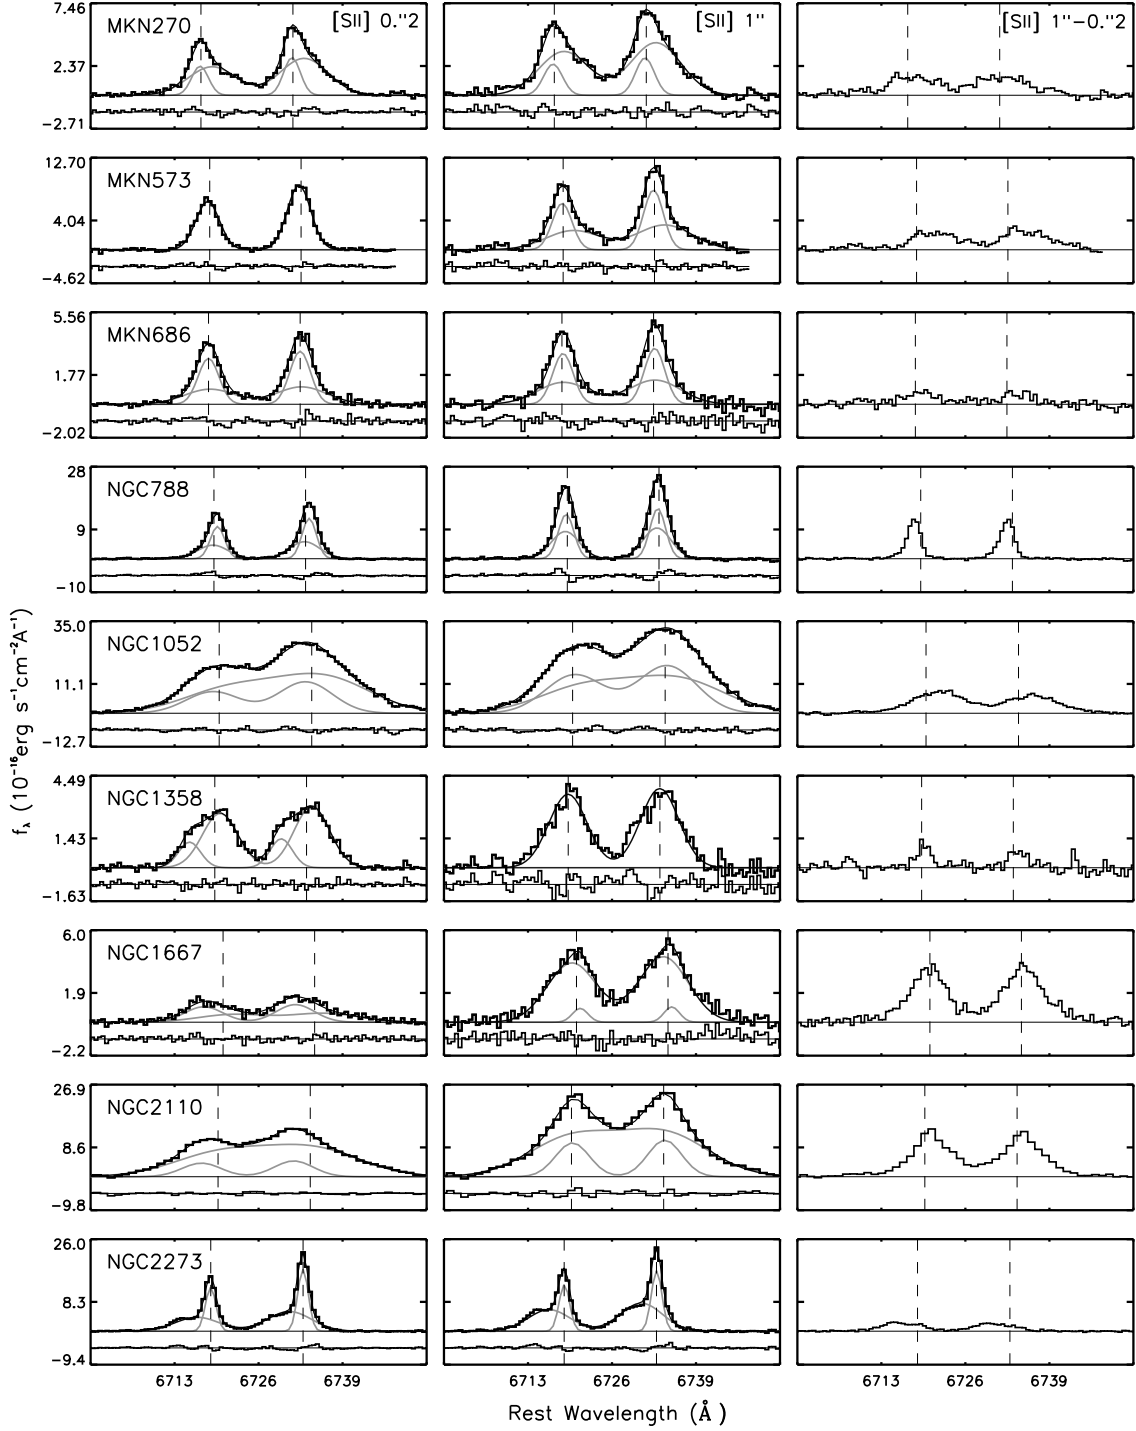 7.46
MKN270
[SII] 0."2
[SII] 1"
[SII] 1"−0."2
2.37
−2.71
12.70
MKN573
4.04
−4.62
5.56
MKN686
1.77
−2.02
28
NGC788
9
−10
35.0
NGC1052
11.1
−12.7
4.49
NGC1358
1.43
−1.63
6.0
NGC1667
1.9
−2.2
26.9
NGC2110
8.6
−9.8
26.0
NGC2273
8.3
−9.4
6713 6726 6739 6713 6726 6739 6713 6726 6739
Rest Wavelength (Å)
fλ (10⁻¹⁶erg s⁻¹cm⁻²A⁻¹)